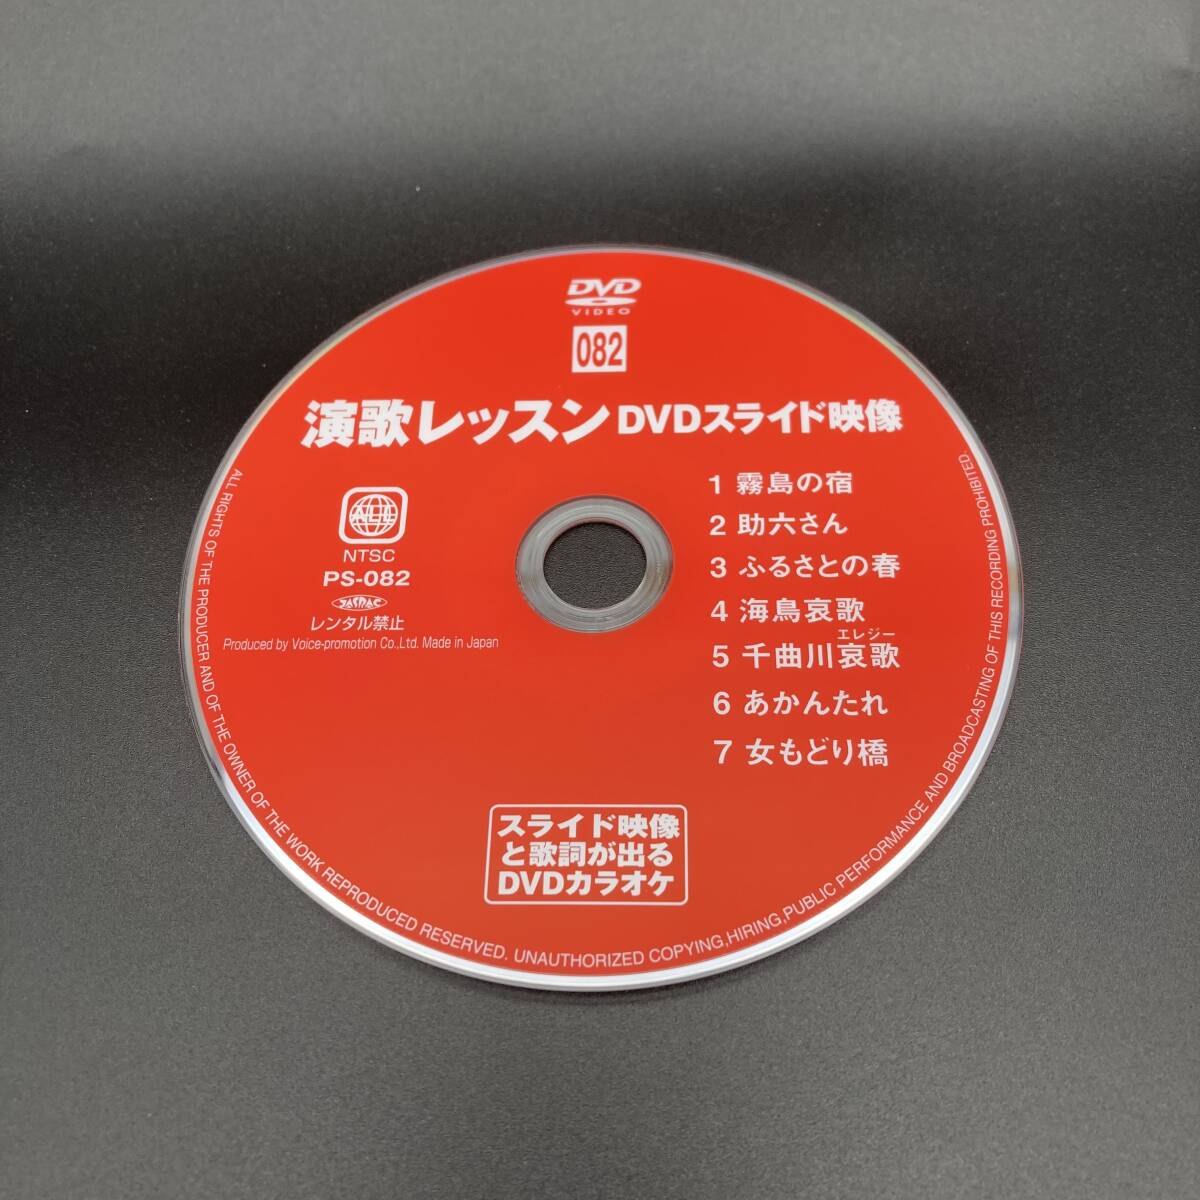 DVD
VIDEO
082
演歌レッスン DVDスライド映像
ALL
NTSC
PS-082
JASRAC
レンタル禁止
Produced by Voice-promotion Co.,Ltd. Made in Japan
1 霧島の宿
2 助六さん
3 ふるさとの春
4 海鳥哀歌
エレジー
5 千曲川哀歌
6 あかんたれ
7 女もどり橋
スライド映像
と歌詞が出る
DVDカラオケ
ALL RIGHTS OF THE PRODUCER AND OF THE OWNER OF THE WORK REPRODUCED RESERVED. UNAUTHORIZED COPYING,HIRING,PUBLIC PERFORMANCE AND BROADCASTING OF THIS RECORDING PROHIBITED.